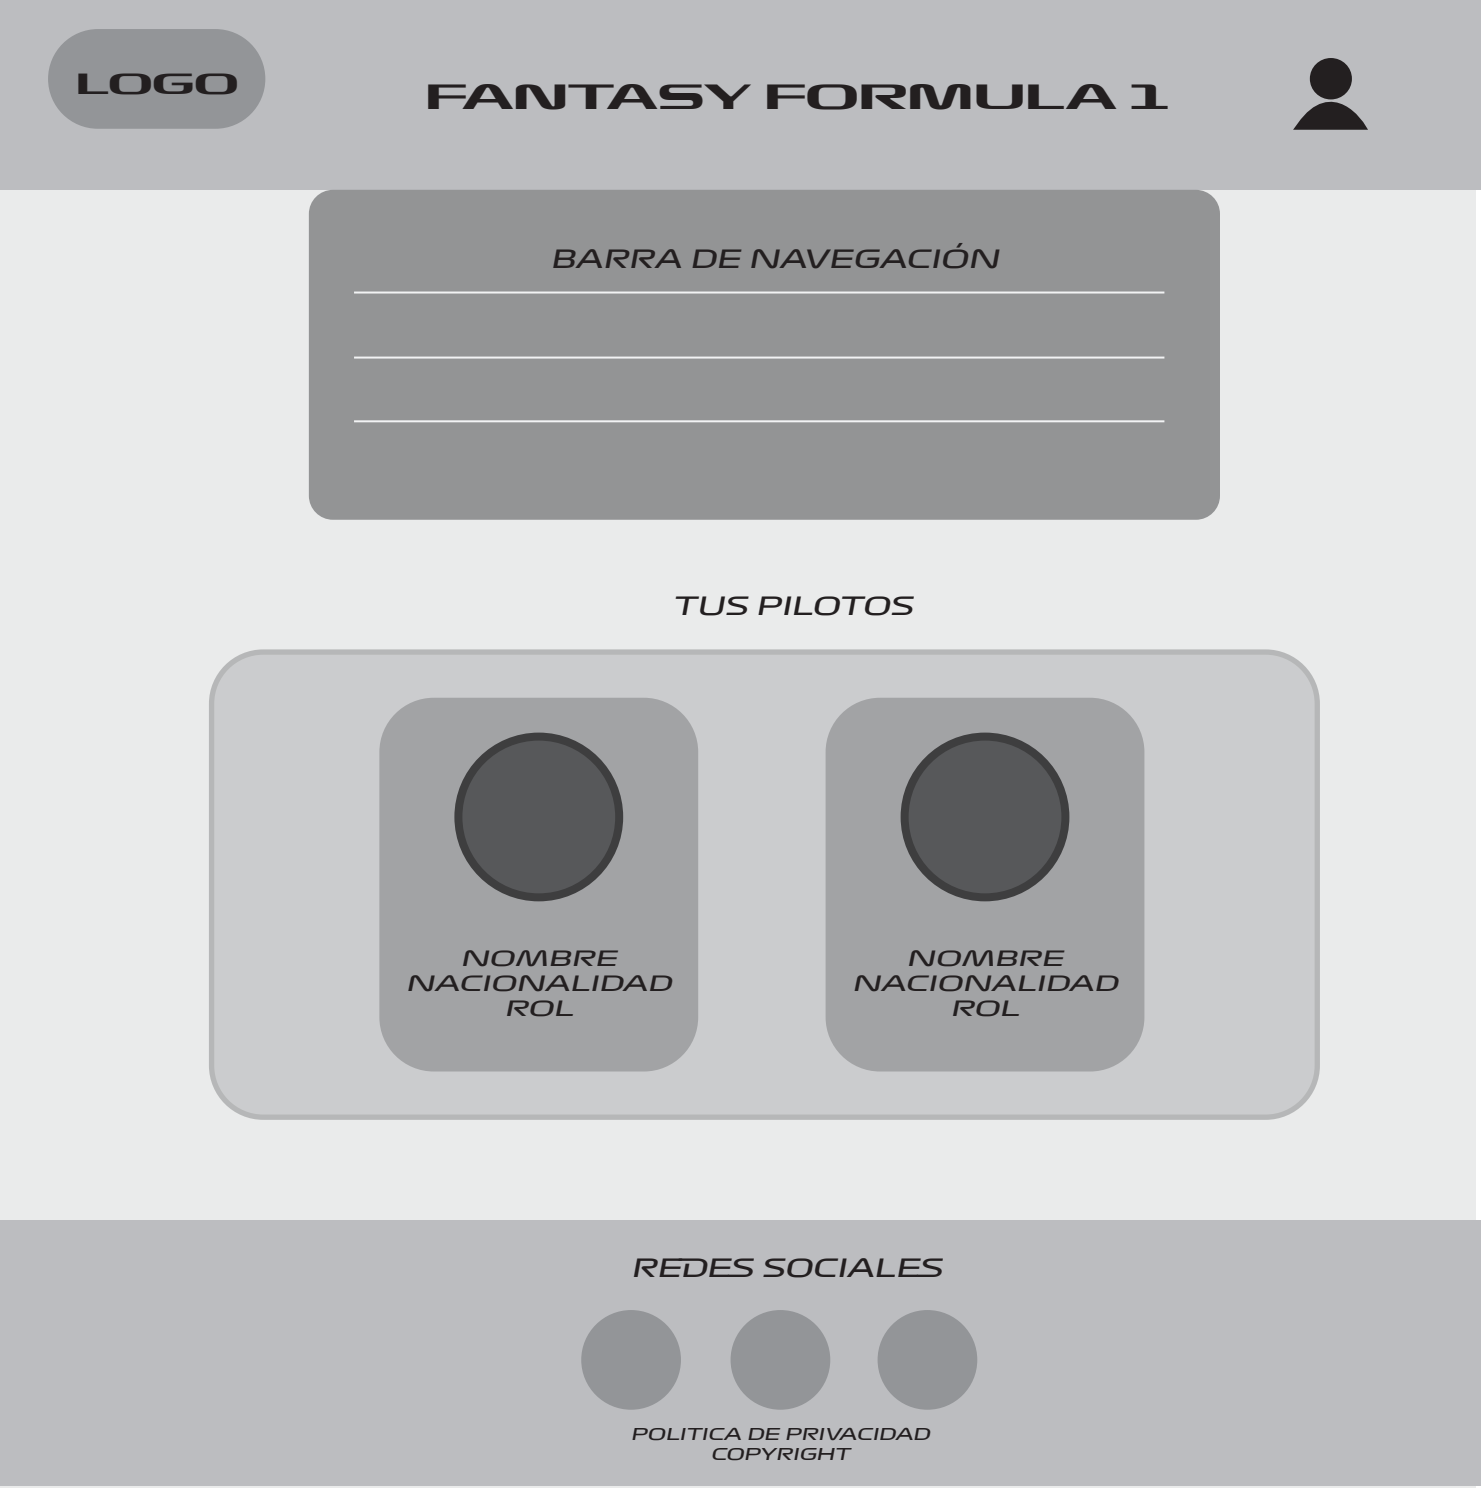 LOGO
FANTASY FORMULA 1
BARRA DE NAVEGACIÓN
TUS PILOTOS
NOMBRE
NACIONALIDAD
ROL
NOMBRE
NACIONALIDAD
ROL
REDES SOCIALES
POLITICA DE PRIVACIDAD
COPYRIGHT